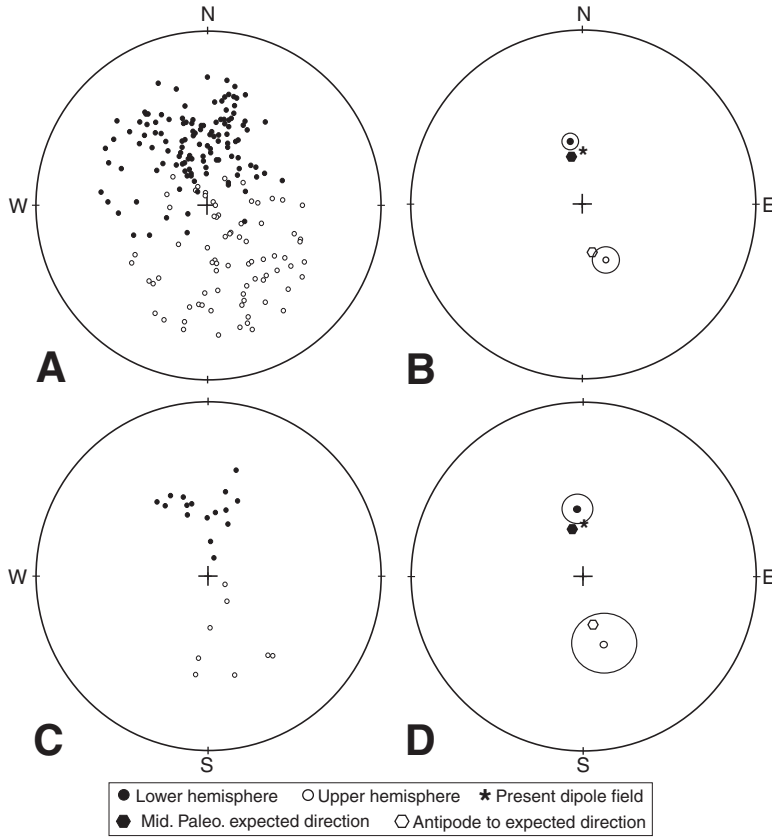 N
N
W
E
A
B
W
E
C
D
S
S
Lower hemisphere Upper hemisphere * Present dipole field
Mid. Paleo. expected direction Antipode to expected direction